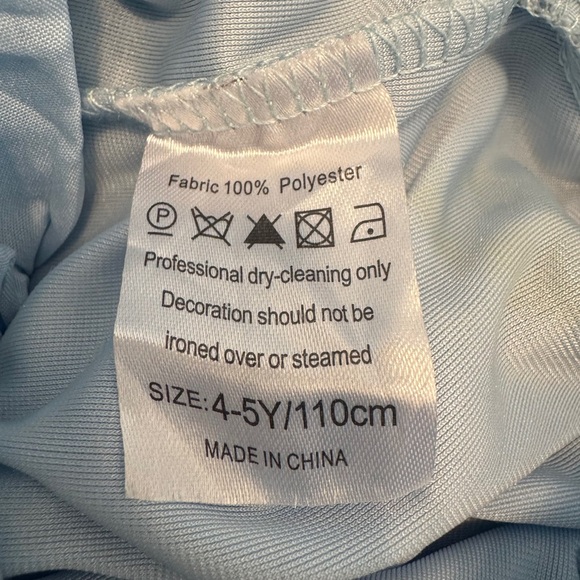 Fabric 100% Polyester
P
Professional dry-cleaning only
Decoration should not be
ironed over or steamed
SIZE: 4-5Y/110cm
MADE IN CHINA